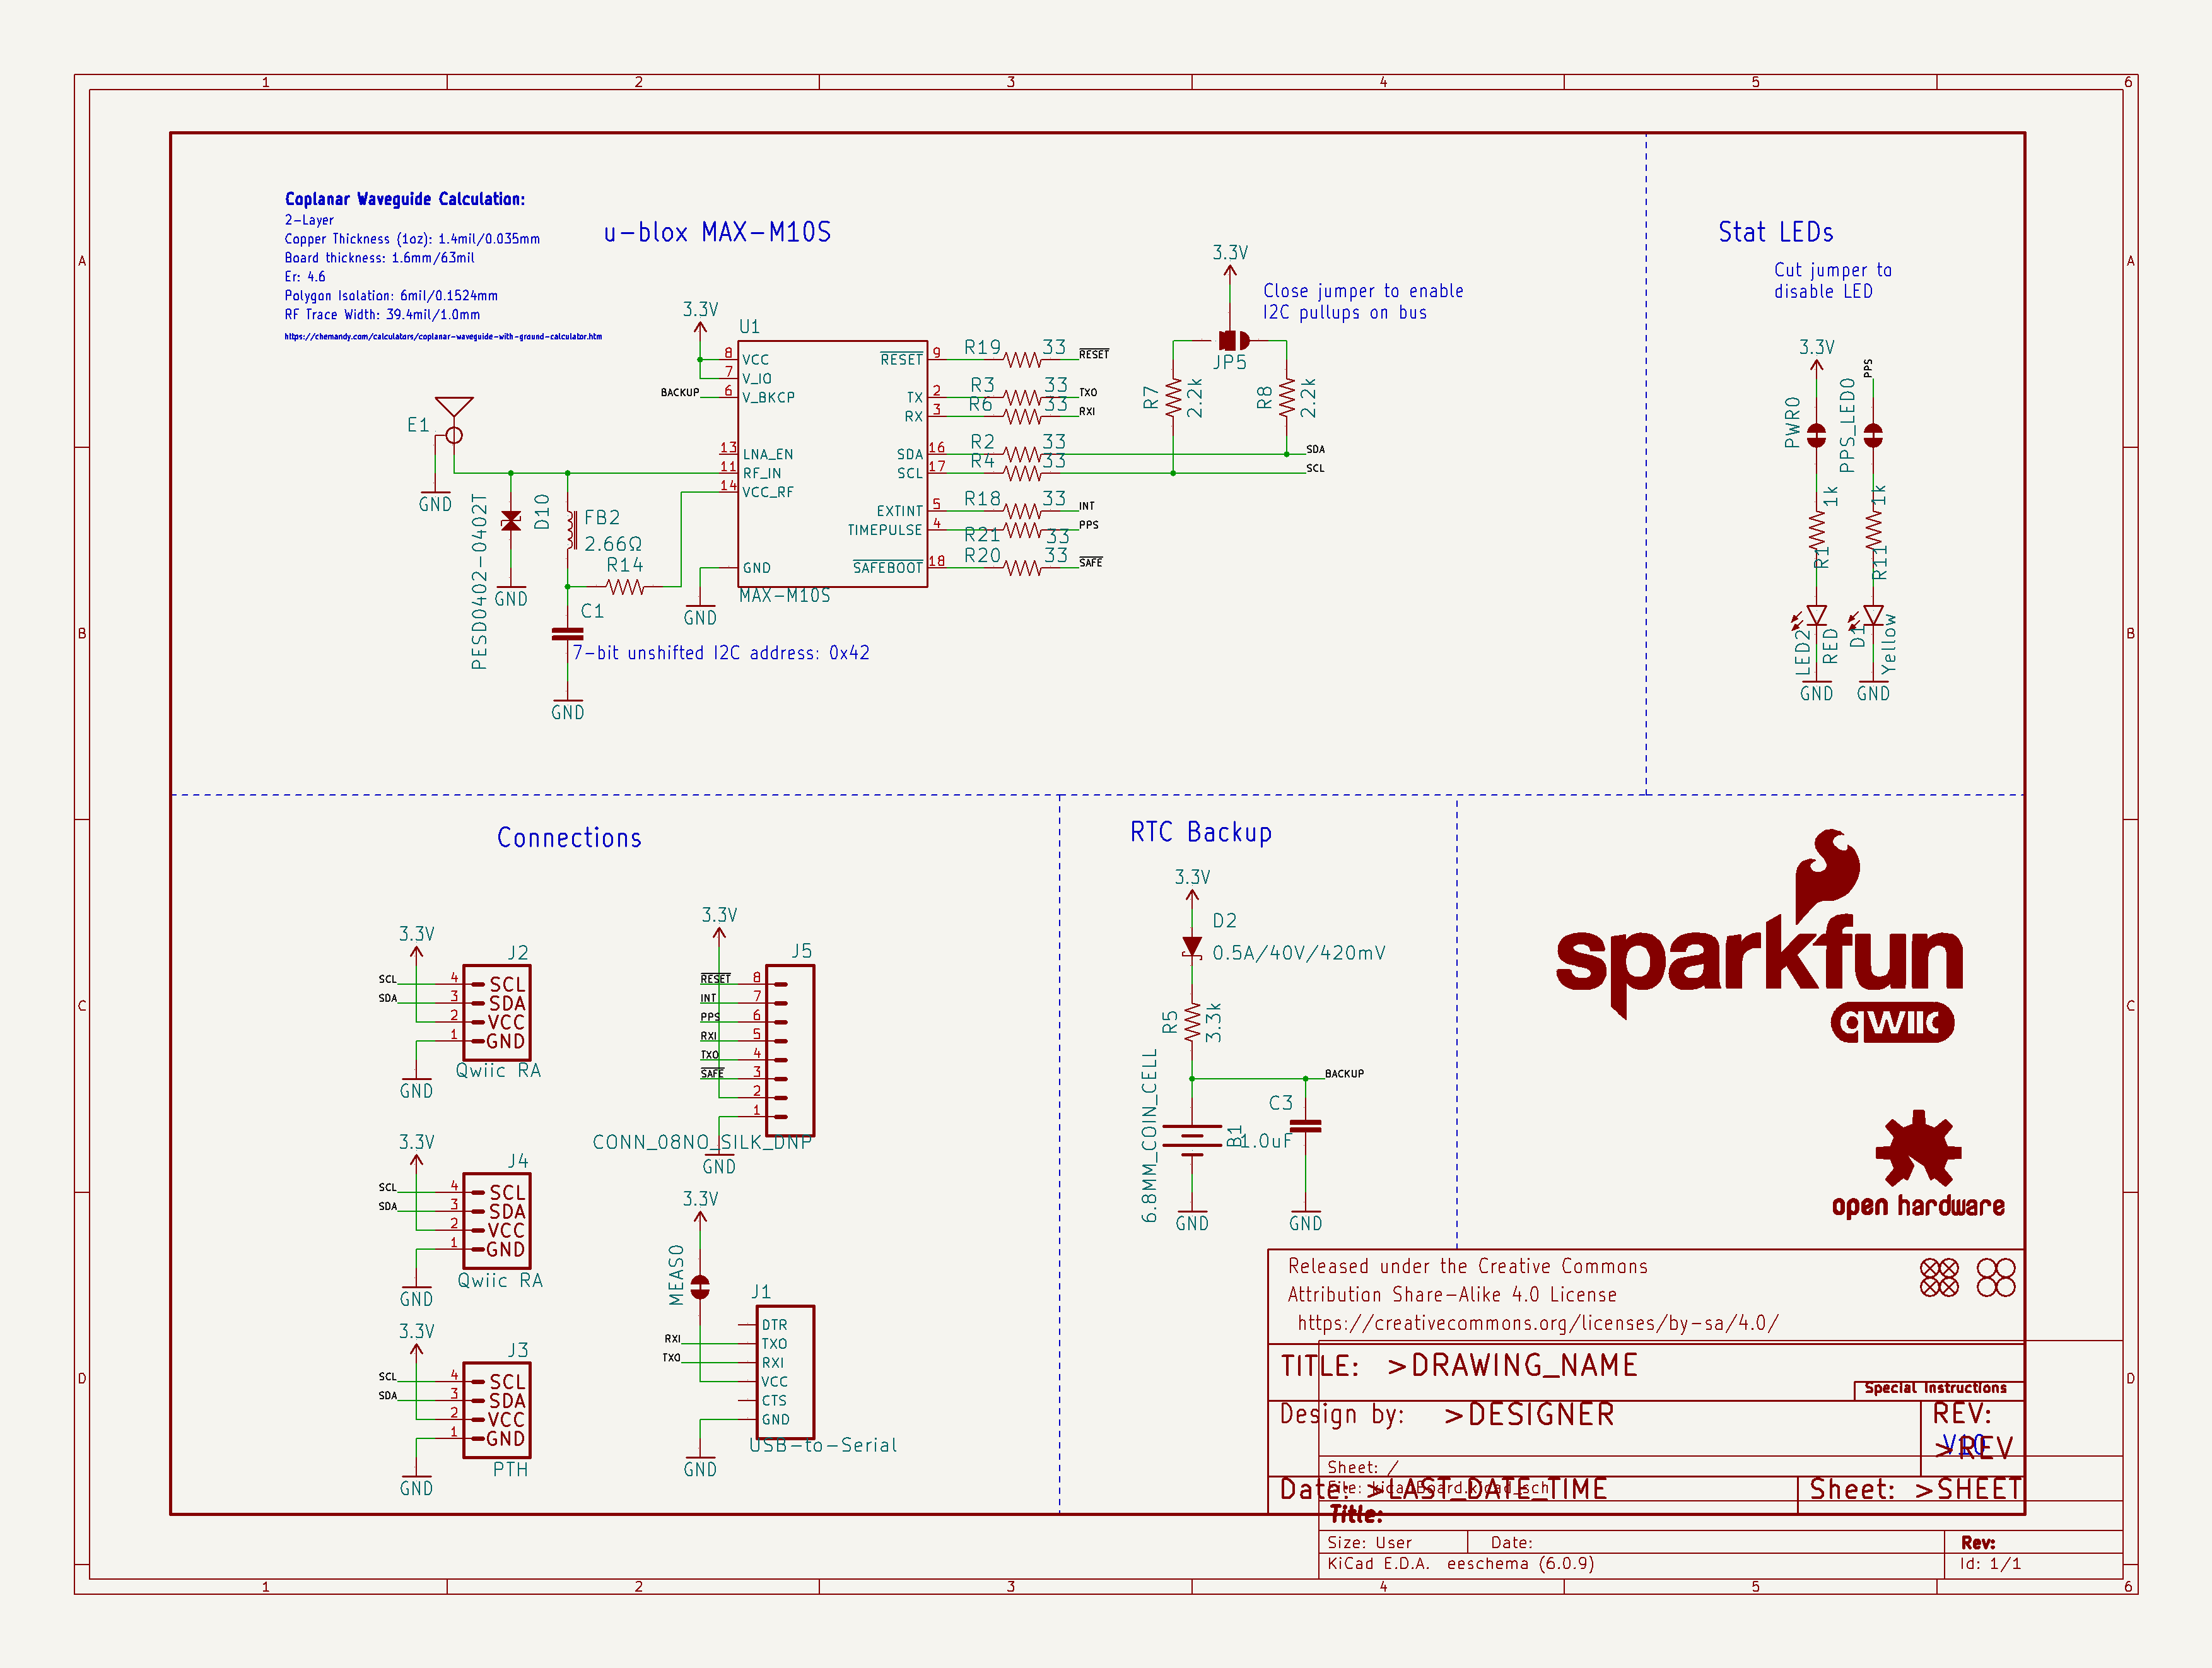 1 2 3 4 5 6
A A
B B
C C
D D
Coplanar Waveguide Calculation:
2-Layer
Copper Thickness (1oz): 1.4mil/0.035mm
Board thickness: 1.6mm/63mil
Er: 4.6
Polygan Isolation: 6mil/0.1524mm
RF Trace Width: 39.4mil/1.0mm
https://chemandy.com/calculators/coplanar-waveguide-with-ground-calculator.htm
u-blox MAX-M10S
3.3V
U1
8 VCC
7 V_IO
BACKUP 6 V_BKCP
13 LNA_EN
11 RF_IN
14 VCC_RF
GND
GND
RESET 9 R19 33 RESET
TX 2 R3 33 TXO
RX 3 R6 33 RXI
SDA 16 R2 33 SDA
SCL 17 R4 33 SCL
EXTINT 5 R18 33 INT
TIMEPULSE 4 R21 33 PPS
SAFEBOOT 18 R20 33 SAFE
MAX-M10S
E1
GND
PESD0402-0402T
D10
GND
FB2
2.66Ω
R14
C1
GND
7-bit unshifted I2C address: 0x42
3.3V
Close jumper to enable
I2C pullups on bus
JP5
R7 2.2k
R8 2.2k
Stat LEDs
Cut jumper to
disable LED
3.3V
PWR0
1k
R1
LED2
RED
GND
PPS
PPS_LED0
1k
R11
D1
Yellow
GND
Connections
3.3V
J2
SCL 4 SCL
SDA 3 SDA
2 VCC
1 GND
Qwiic RA
GND
3.3V
J4
SCL 4 SCL
SDA 3 SDA
2 VCC
1 GND
Qwiic RA
GND
3.3V
J3
SCL 4 SCL
SDA 3 SDA
2 VCC
1 GND
PTH
GND
3.3V
J5
RESET 8
INT 7
PPS 6
RXI 5
TXO 4
SAFE 3
2
1
CONN_08NO_SILK_DNP
GND
3.3V
MEAS0
J1
DTR
RXI TXO
TXO RXI
VCC
CTS
GND
USB-to-Serial
GND
RTC Backup
3.3V
D2
0.5A/40V/420mV
R5
3.3k
BACKUP
6.8MM_COIN_CELL
B1
C3
1.0uF
GND
GND
sparkfun
qwiic
open hardware
Released under the Creative Commons
Attribution Share-Alike 4.0 License
https://creativecommons.org/licenses/by-sa/4.0/
TITLE: >DRAWING_NAME
Special Instructions
Design by: >DESIGNER
REV:
V10
>REV
Date: >LAST_DATE_TIME
Sheet: >SHEET
Sheet: /
File: kicadBoard.kicad_sch
Title:
Size: User Date: Rev:
KiCad E.D.A. eeschema (6.0.9) Id: 1/1
1 2 3 4 5 6